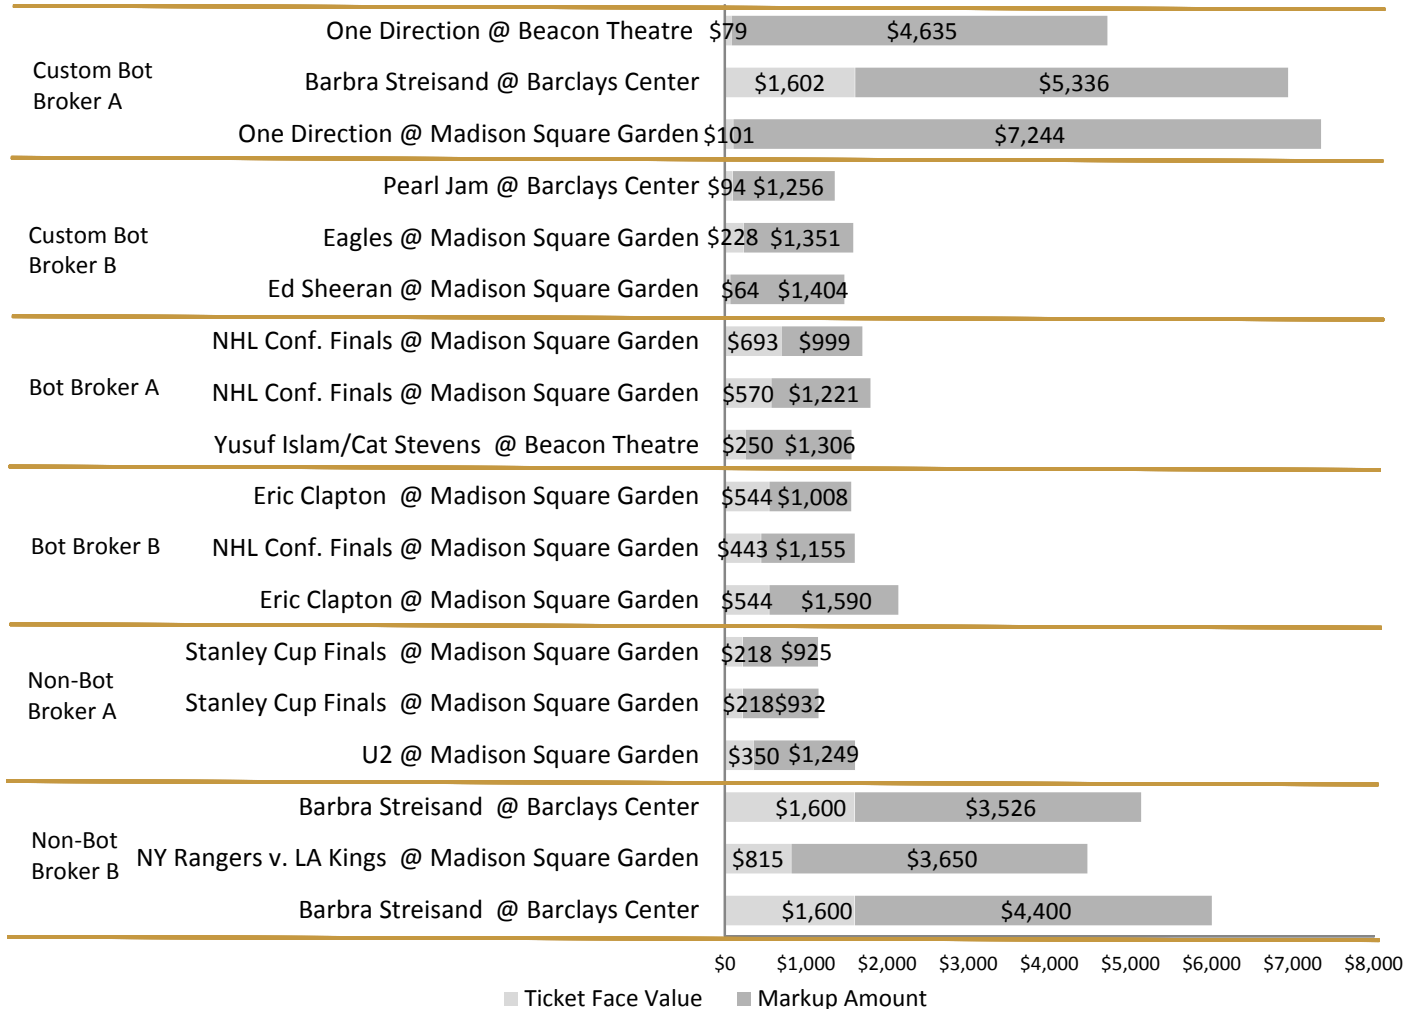 One Direction @ Beacon Theatre $79 $4,635
Custom Bot
Broker A
Barbra Streisand @ Barclays Center $1,602 $5,336
One Direction @ Madison Square Garden $101 $7,244
Pearl Jam @ Barclays Center $94 $1,256
Custom Bot
Broker B
Eagles @ Madison Square Garden $228 $1,351
Ed Sheeran @ Madison Square Garden $64 $1,404
NHL Conf. Finals @ Madison Square Garden $693 $999
Bot Broker A
NHL Conf. Finals @ Madison Square Garden $570 $1,221
Yusuf Islam/Cat Stevens @ Beacon Theatre $250 $1,306
Eric Clapton @ Madison Square Garden $544 $1,008
Bot Broker B
NHL Conf. Finals @ Madison Square Garden $443 $1,155
Eric Clapton @ Madison Square Garden $544 $1,590
Stanley Cup Finals @ Madison Square Garden $218 $925
Non-Bot
Broker A
Stanley Cup Finals @ Madison Square Garden $218 $932
U2 @ Madison Square Garden $350 $1,249
Barbra Streisand @ Barclays Center $1,600 $3,526
Non-Bot
Broker B
NY Rangers v. LA Kings @ Madison Square Garden $815 $3,650
Barbra Streisand @ Barclays Center $1,600 $4,400
$0 $1,000 $2,000 $3,000 $4,000 $5,000 $6,000 $7,000 $8,000
Ticket Face Value Markup Amount